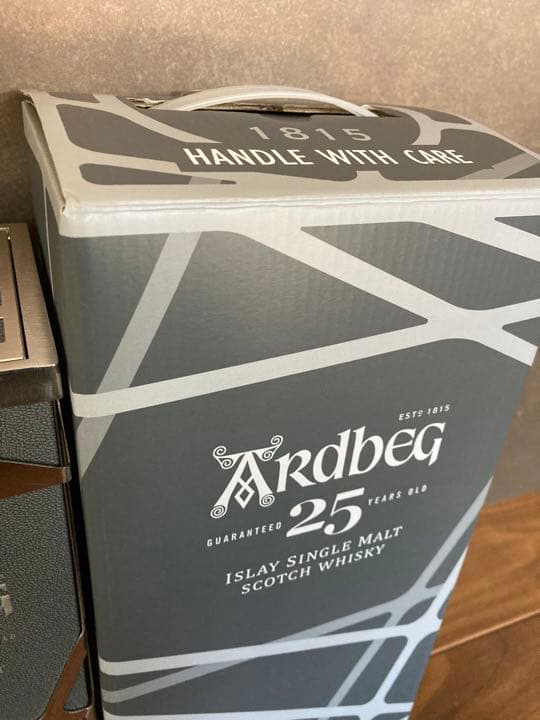 1815
HANDLE WITH CARE
ESTD 1815
ARdbEG
GUARANTEED 25 YEARS OLD
ISLAY SINGLE MALT
SCOTCH WHISKY